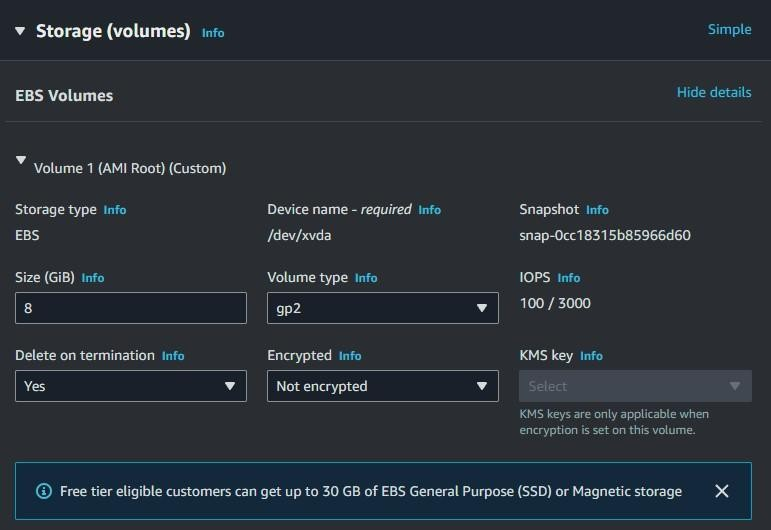 Storage (volumes) Info Simple
EBS Volumes Hide details
Volume 1 (AMI Root) (Custom)
Storage type Info Device name - required Info Snapshot Info
EBS /dev/xvda snap-0cc18315b85966d60
Size (GiB) Info Volume type Info IOPS Info
8 gp2 100 / 3000
Delete on termination Info Encrypted Info KMS key Info
Yes Not encrypted Select
KMS keys are only applicable when
encryption is set on this volume.
Free tier eligible customers can get up to 30 GB of EBS General Purpose (SSD) or Magnetic storage